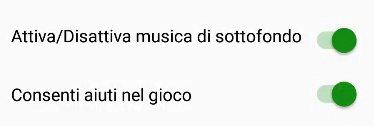 Attiva/Disattiva musica di sottofondo
Consenti aiuti nel gioco